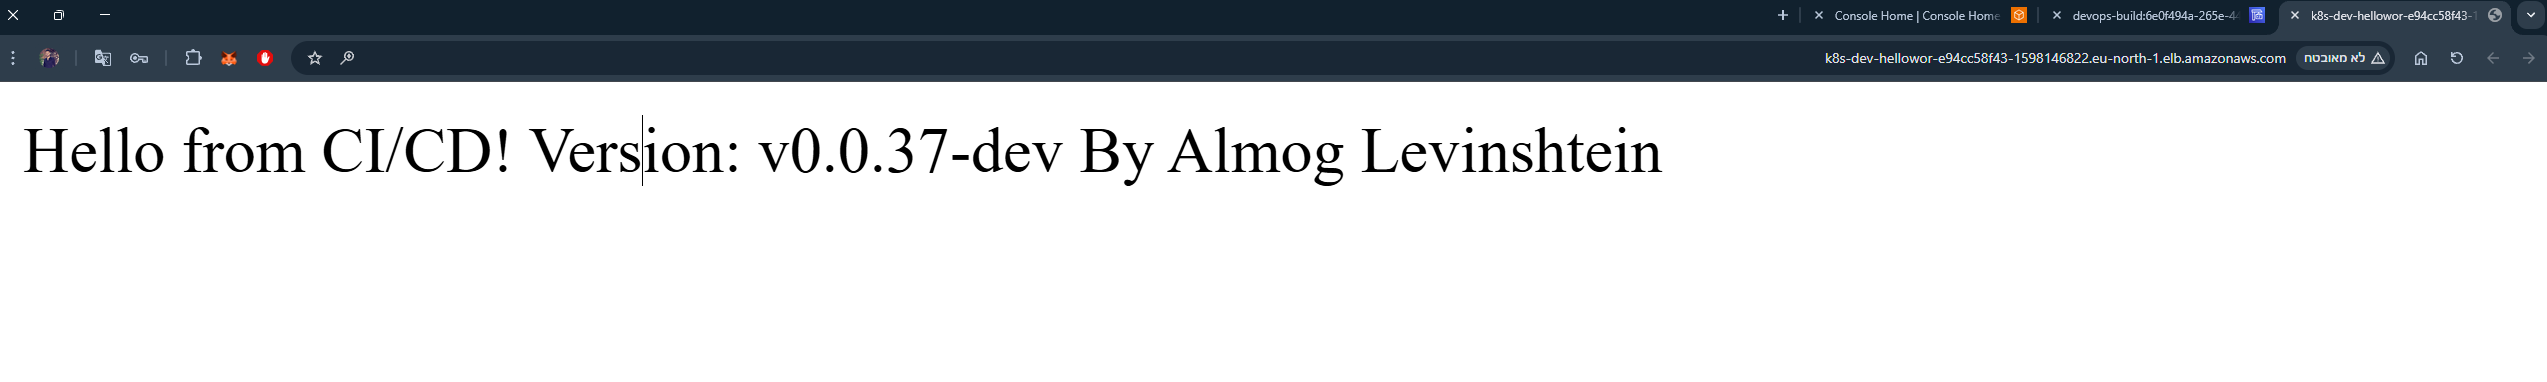 Console Home | Console Home
devops-build:6e0f494a-265e-4
k8s-dev-hellowor-e94cc58f43-1
k8s-dev-hellowor-e94cc58f43-1598146822.eu-north-1.elb.amazonaws.com
לא מאובטח
Hello from CI/CD! Version: v0.0.37-dev By Almog Levinshtein